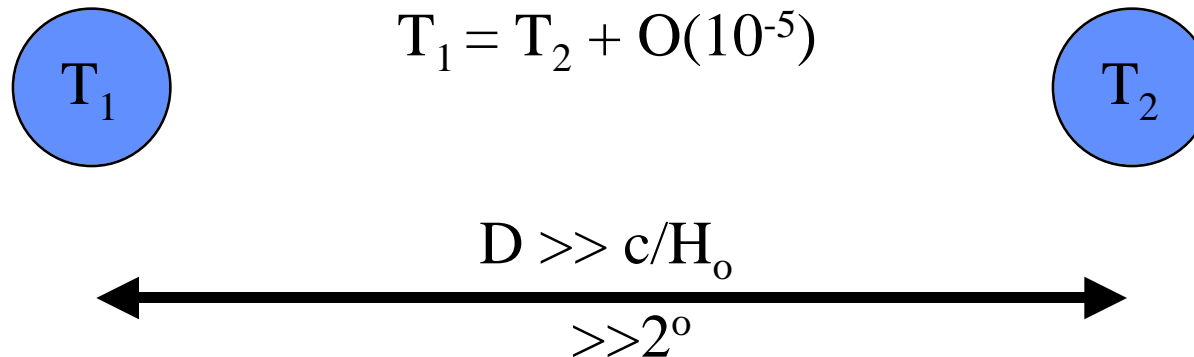 T₁ = T₂ + O(10⁻⁵)
T₁
T₂
D >> c/Hₒ
>>2ᵒ